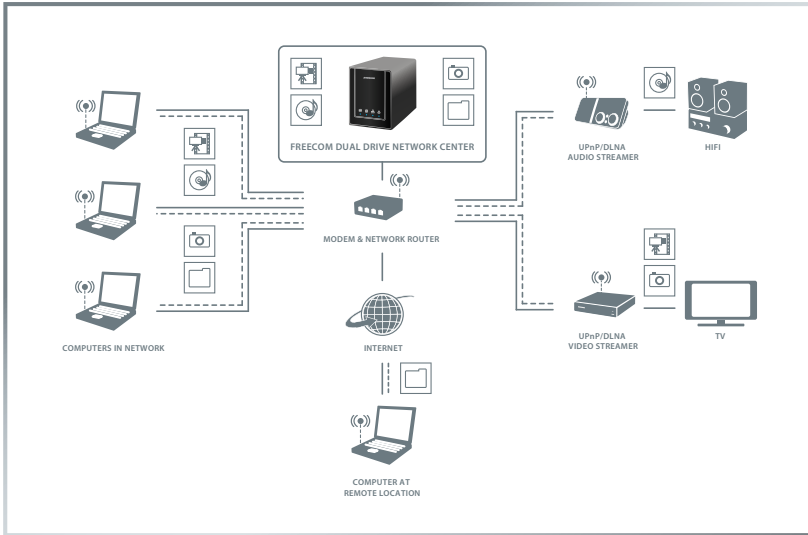 FREECOM DUAL DRIVE NETWORK CENTER
UPnP/DLNA
AUDIO STREAMER
HIFI
MODEM & NETWORK ROUTER
COMPUTERS IN NETWORK
INTERNET
UPnP/DLNA
VIDEO STREAMER
TV
COMPUTER AT
REMOTE LOCATION